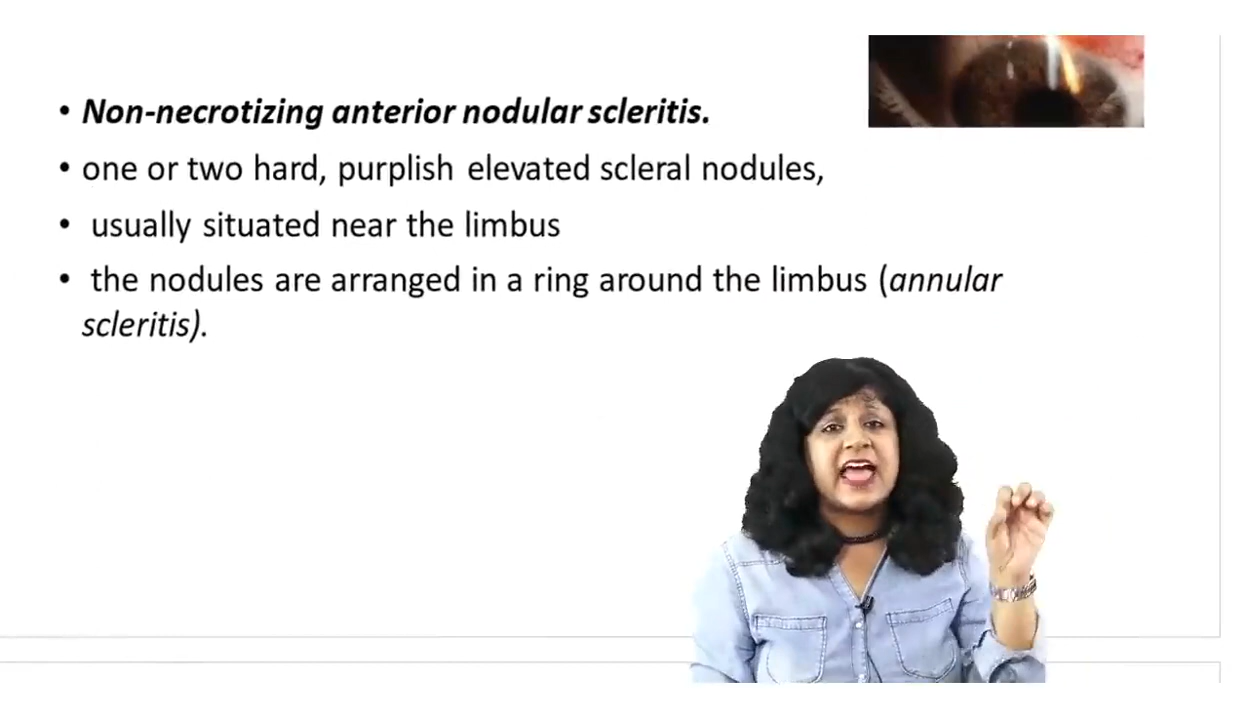 • Non-necrotizing anterior nodular scleritis.
• one or two hard, purplish elevated scleral nodules,
• usually situated near the limbus
• the nodules are arranged in a ring around the limbus (annular
scleritis).